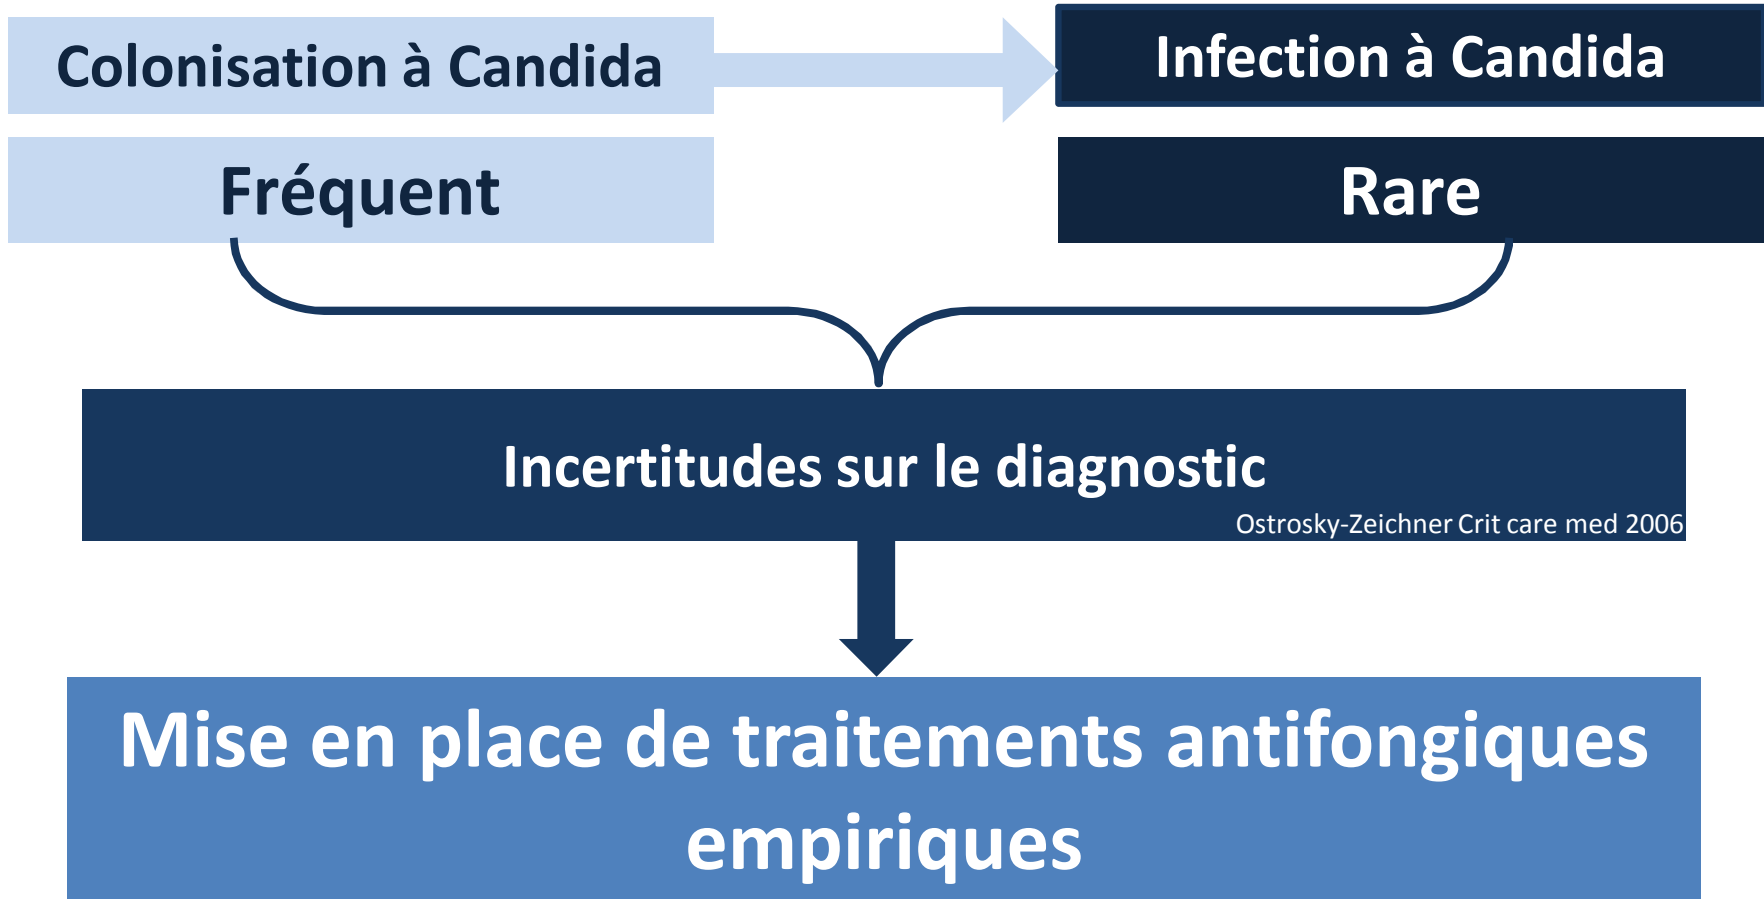 Colonisation à Candida
Infection à Candida
Fréquent
Rare
Incertitudes sur le diagnostic
Ostrosky-Zeichner Crit care med 2006
Mise en place de traitements antifongiques
empiriques